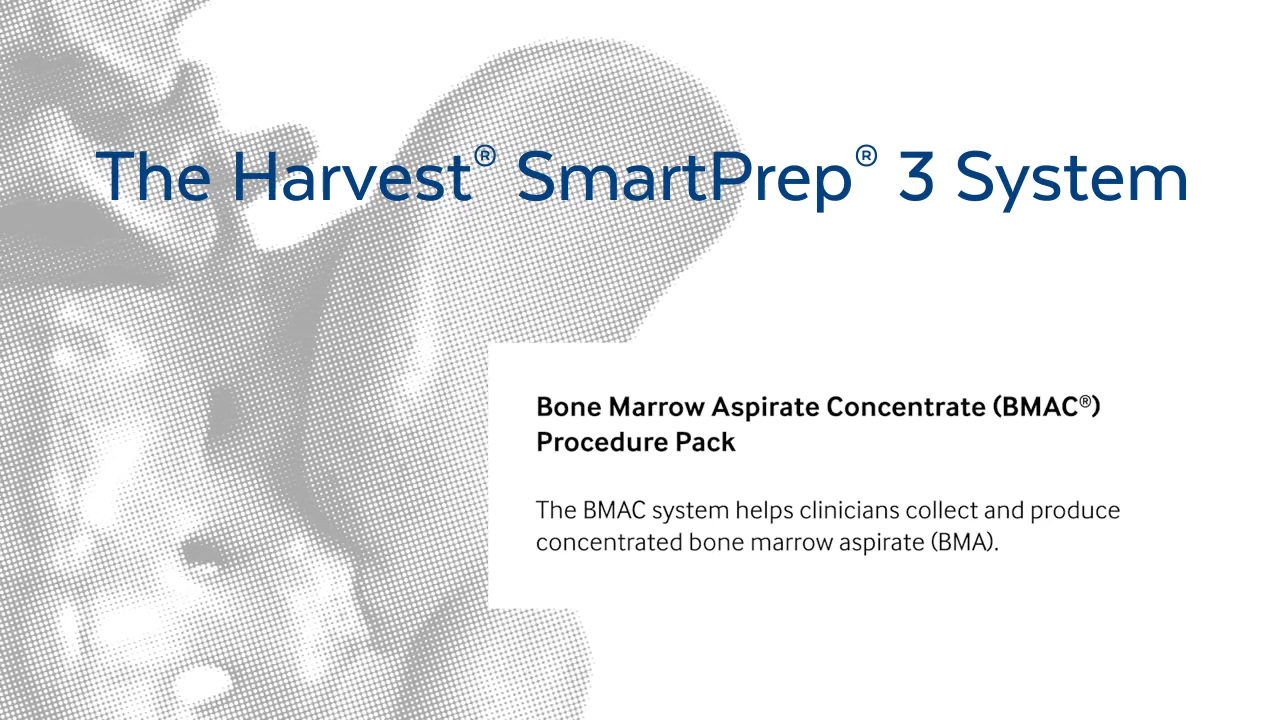 The Harvest® SmartPrep® 3 System
Bone Marrow Aspirate Concentrate (BMAC®)
Procedure Pack
The BMAC system helps clinicians collect and produce
concentrated bone marrow aspirate (BMA).